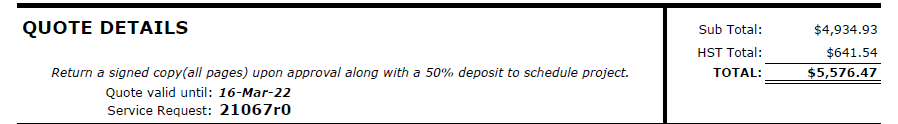 QUOTE DETAILS
Return a signed copy(all pages) upon approval along with a 50% deposit to schedule project.
Quote valid until: 16-Mar-22
Service Request: 21067r0
Sub Total: $4,934.93
HST Total: $641.54
TOTAL: $5,576.47